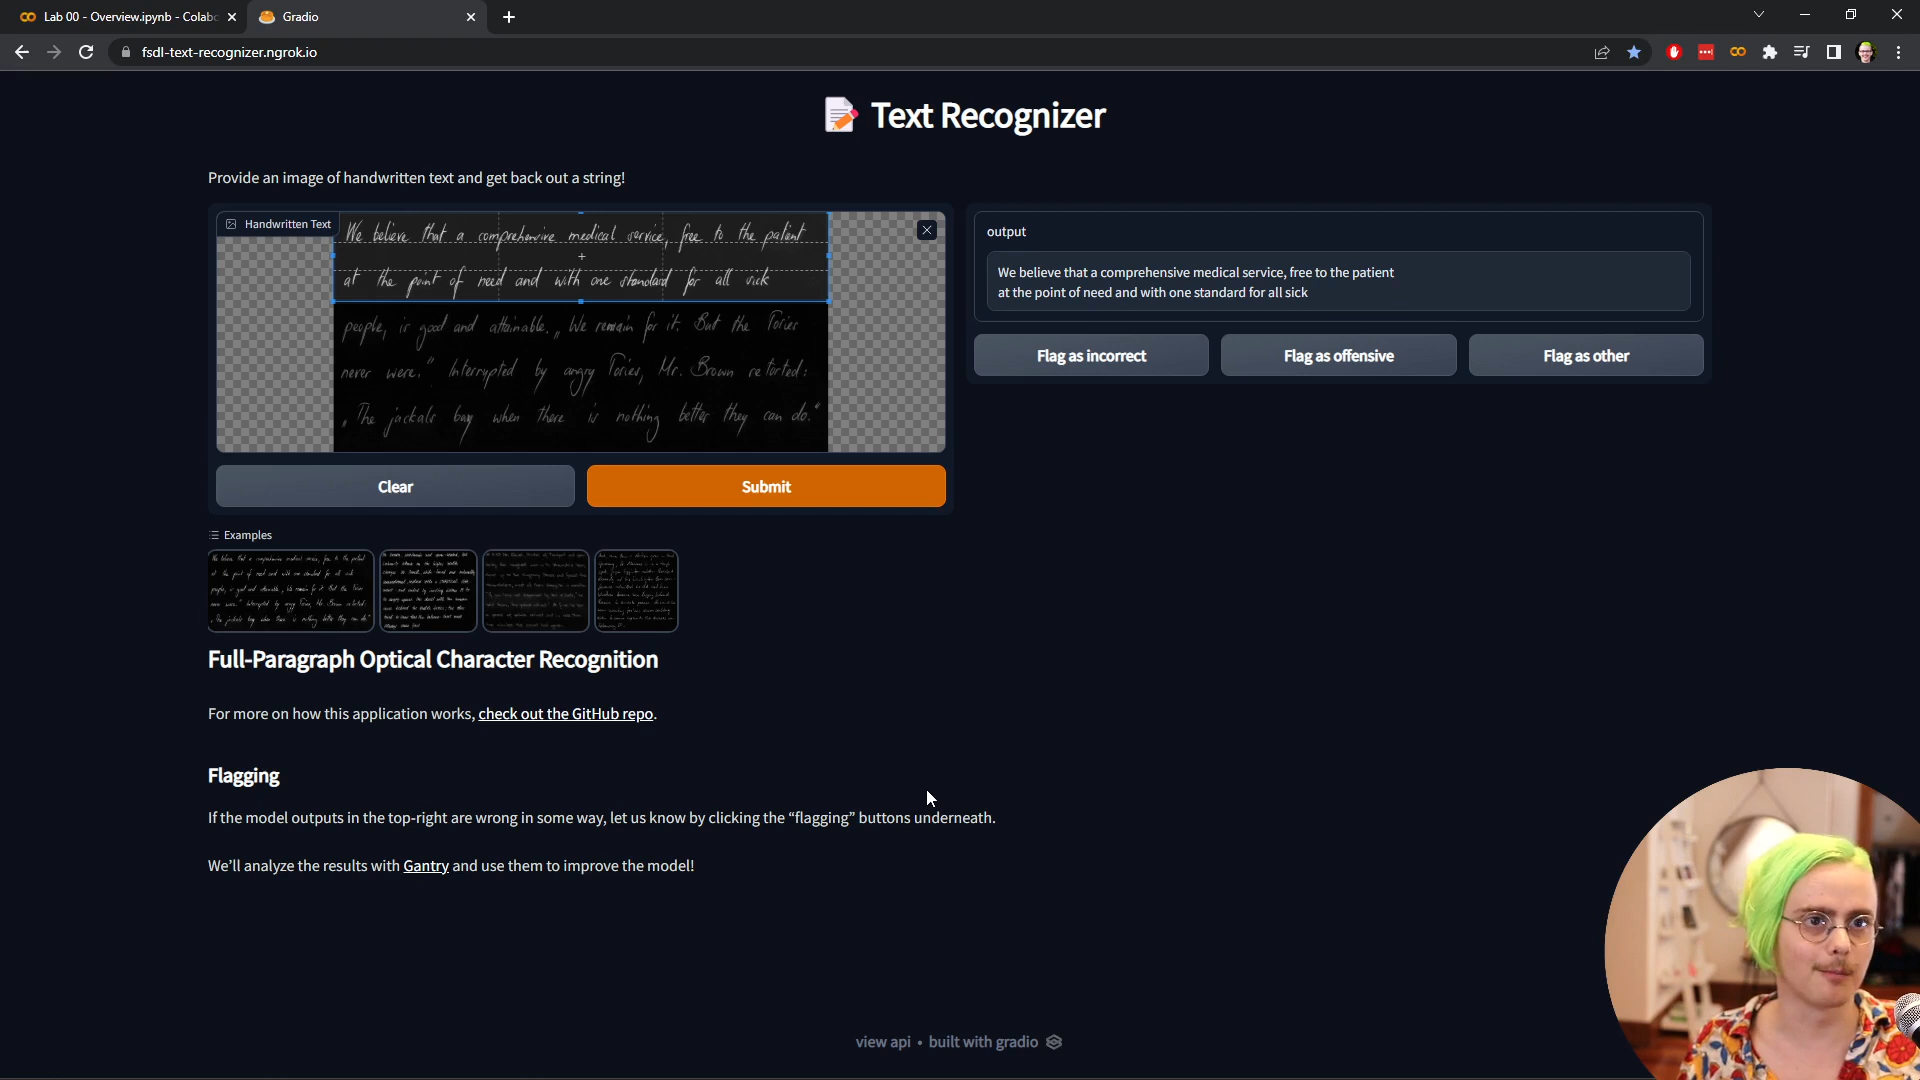 Lab 00 - Overview.ipynb - Colab
Gradio
fsdl-text-recognizer.ngrok.io
Text Recognizer
Provide an image of handwritten text and get back out a string!
Handwritten Text
We believe that a comprehensive medical service, free to the patient
at the point of need and with one standard for all sick
people, is good and attainable. „We remain for it. But the Tories
never were." Interrupted by angry Tories, Mr. Brown retorted:
„The jackals bay when there is nothing better they can do."
Clear
Submit
output
We believe that a comprehensive medical service, free to the patient
at the point of need and with one standard for all sick
Flag as incorrect
Flag as offensive
Flag as other
Examples
Full-Paragraph Optical Character Recognition
For more on how this application works, check out the GitHub repo.
Flagging
If the model outputs in the top-right are wrong in some way, let us know by clicking the “flagging” buttons underneath.
We’ll analyze the results with Gantry and use them to improve the model!
view api • built with gradio